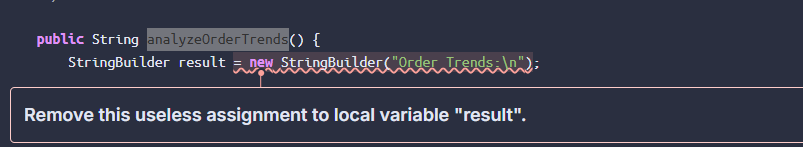 public String analyzeOrderTrends() {
StringBuilder result = new StringBuilder("Order Trends:\n");
Remove this useless assignment to local variable "result".